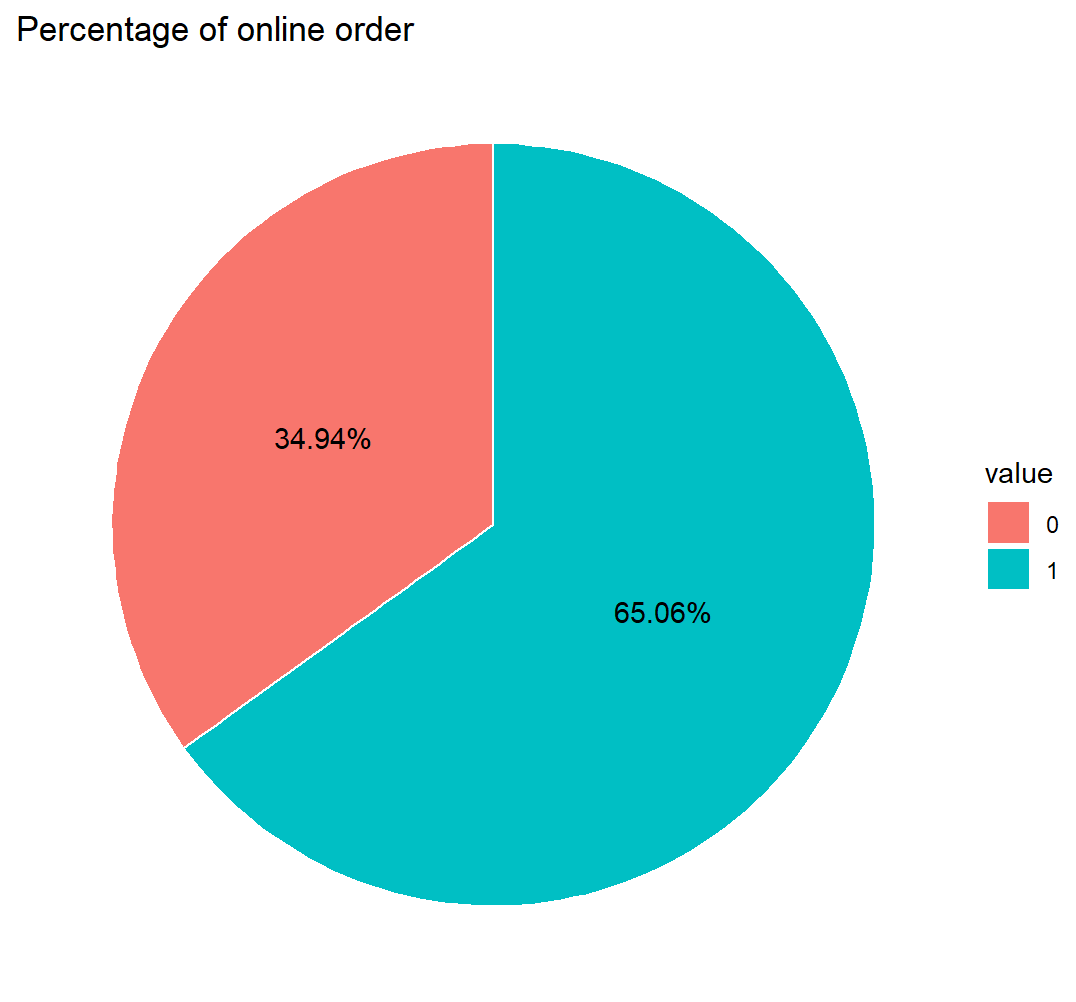 Percentage of online order
34.94%
65.06%
value
0
1